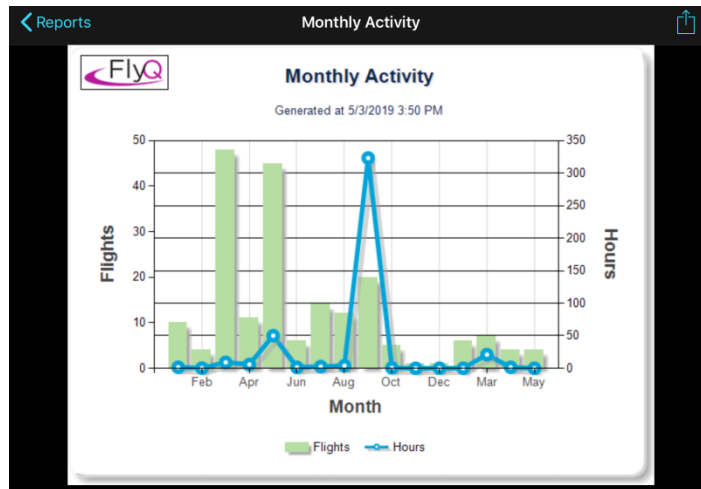 Reports
Monthly Activity
FlyQ
Monthly Activity
Generated at 5/3/2019 3:50 PM
50
40
30
20
10
0
Flights
350
300
250
200
150
100
50
0
Hours
Feb Apr Jun Aug Oct Dec Mar May
Month
Flights Hours